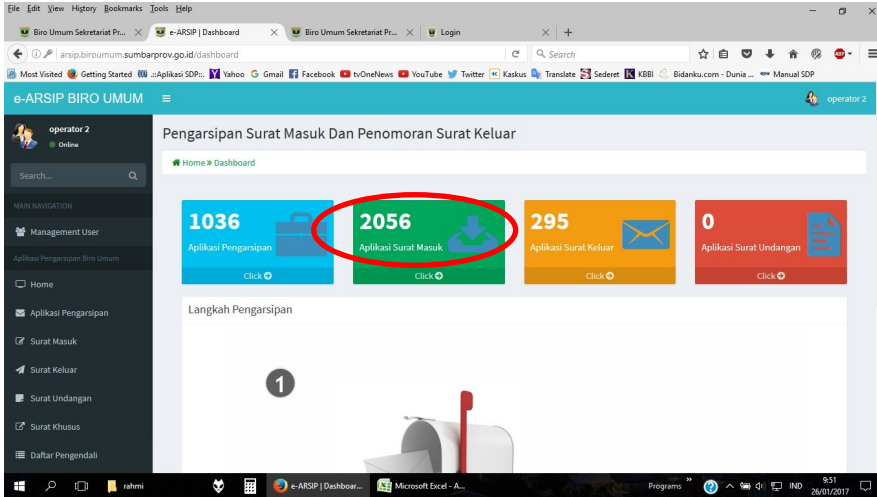 File Edit View History Bookmarks Tools Help
Biro Umum Sekretariat Pr... e-ARSIP | Dashboard Biro Umum Sekretariat Pr... Login
arsip.biroumum.sumbarprov.go.id/dashboard Search
Most Visited Getting Started .::Aplikasi SDP::. Yahoo Gmail Facebook tvOneNews YouTube Twitter Kaskus Translate Sederet KBBI Bidanku.com - Dunia ... Manual SDP
e-ARSIP BIRO UMUM operator 2
operator 2
Online
Search...
MAIN NAVIGATION
Management User
Aplikasi Pengarsipan Biro Umum
Home
Aplikasi Pengarsipan
Surat Masuk
Surat Keluar
Surat Undangan
Surat Khusus
Daftar Pengendali
Pengarsipan Surat Masuk Dan Penomoran Surat Keluar
Home » Dashboard
1036
Aplikasi Pengarsipan
Click
2056
Aplikasi Surat Masuk
Click
295
Aplikasi Surat Keluar
Click
0
Aplikasi Surat Undangan
Click
Langkah Pengarsipan
1
rahmi e-ARSIP | Dashboar... Microsoft Excel - A... Programs » IND 9:51
26/01/2017